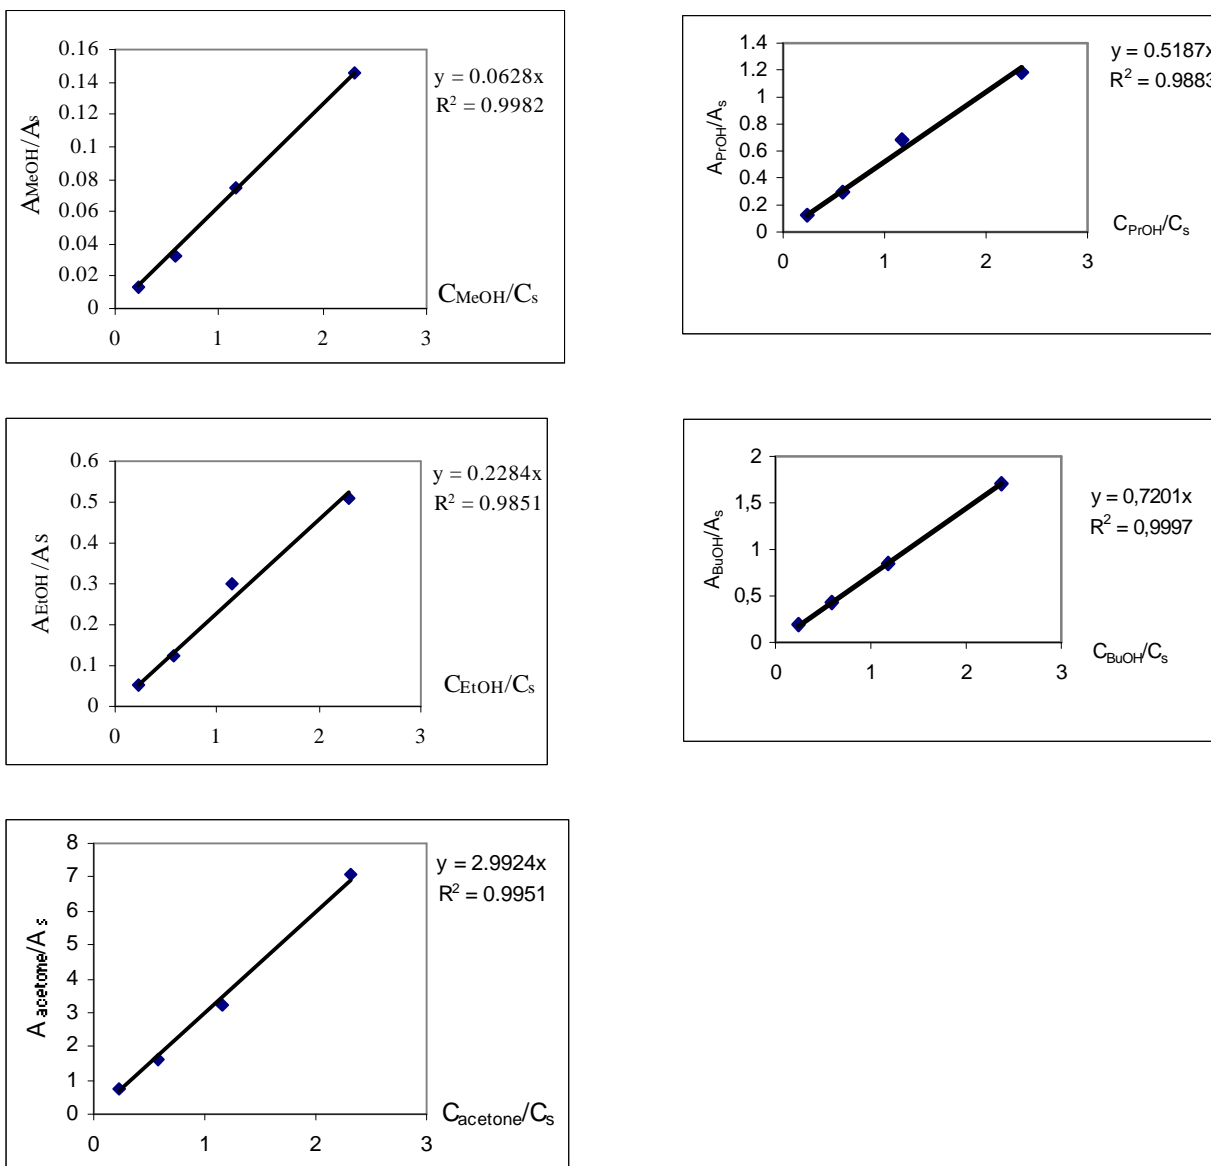 0.16
0.14
0.12
0.1
0.08
0.06
0.04
0.02
0
0 1 2 3
AMeOH/As
CMeOH/Cs
y = 0.0628x
R² = 0.9982
1.4
1.2
1
0.8
0.6
0.4
0.2
0
0 1 2 3
APrOH/As
CPrOH/Cs
y = 0.5187x
R² = 0.9883
0.6
0.5
0.4
0.3
0.2
0.1
0
0 1 2 3
AEtOH/As
CEtOH/Cs
y = 0.2284x
R² = 0.9851
2
1,5
1
0,5
0
0 1 2 3
ABuOH/As
CBuOH/Cs
y = 0,7201x
R² = 0,9997
8
7
6
5
4
3
2
1
0
0 1 2 3
A acetone/As
Cacetone/Cs
y = 2.9924x
R² = 0.9951